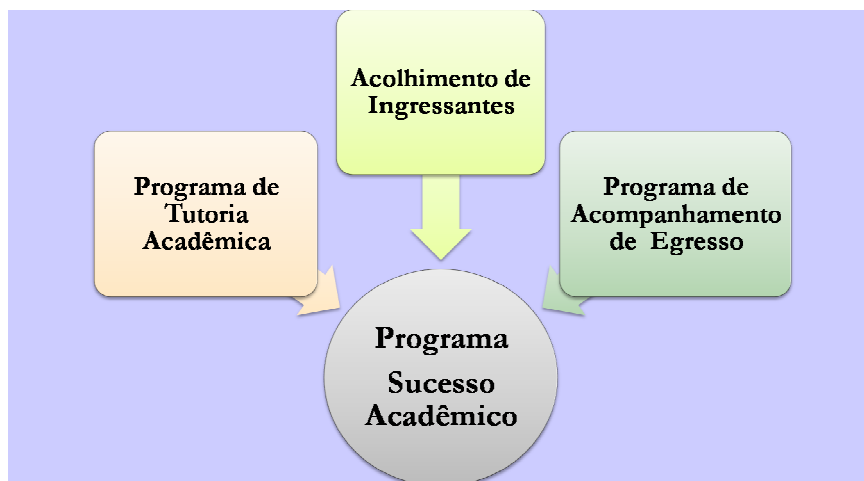 Acolhimento de
Ingressantes
Programa de
Tutoria
Acadêmica
Programa de
Acompanhamento
de Egresso
Programa
Sucesso
Acadêmico